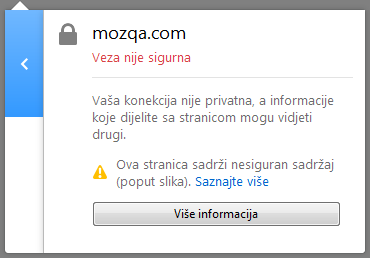 mozqa.com
Veza nije sigurna
Vaša konekcija nije privatna, a informacije
koje dijelite sa stranicom mogu vidjeti
drugi.
Ova stranica sadrži nesiguran sadržaj
(poput slika). Saznajte više
Više informacija